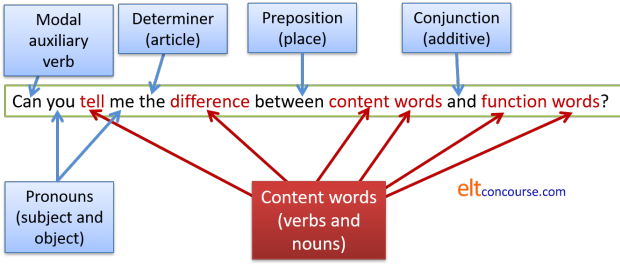 Modal
auxiliary
verb
Determiner
(article)
Preposition
(place)
Conjunction
(additive)
Can you tell me the difference between content words and function words?
Pronouns
(subject and
object)
Content words
(verbs and
nouns)
eltconcourse.com